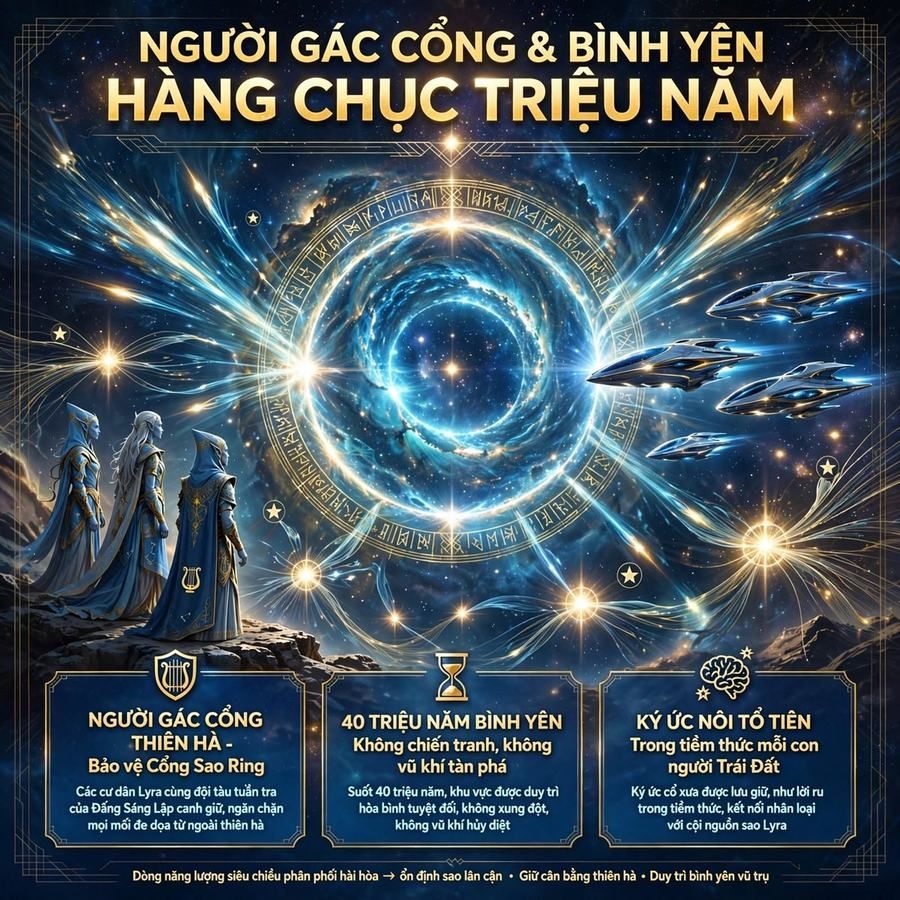 NGƯỜI GÁC CỔNG & BÌNH YÊN
HÀNG CHỤC TRIỆU NĂM
NGƯỜI GÁC CỔNG
THIÊN HÀ -
Bảo vệ Cổng Sao Ring
Các cư dân Lyra cùng đội tàu tuần tra
của Đấng Sáng Lập canh giữ, ngăn chặn
mọi mối đe dọa từ ngoài thiên hà
40 TRIỆU NĂM BÌNH YÊN
Không chiến tranh, không
vũ khí tàn phá
Suốt 40 triệu năm, khu vực được duy trì
hòa bình tuyệt đối, không xung đột,
không vũ khí hủy diệt
KÝ ỨC NÔI TỔ TIÊN
Trong tiềm thức mỗi con
người Trái Đất
Ký ức cổ xưa được lưu giữ, như lời ru
trong tiềm thức, kết nối nhân loại
với cội nguồn sao Lyra
Dòng năng lượng siêu chiều phân phối hài hòa → ổn định sao lân cận • Giữ cân bằng thiên hà • Duy trì bình yên vũ trụ